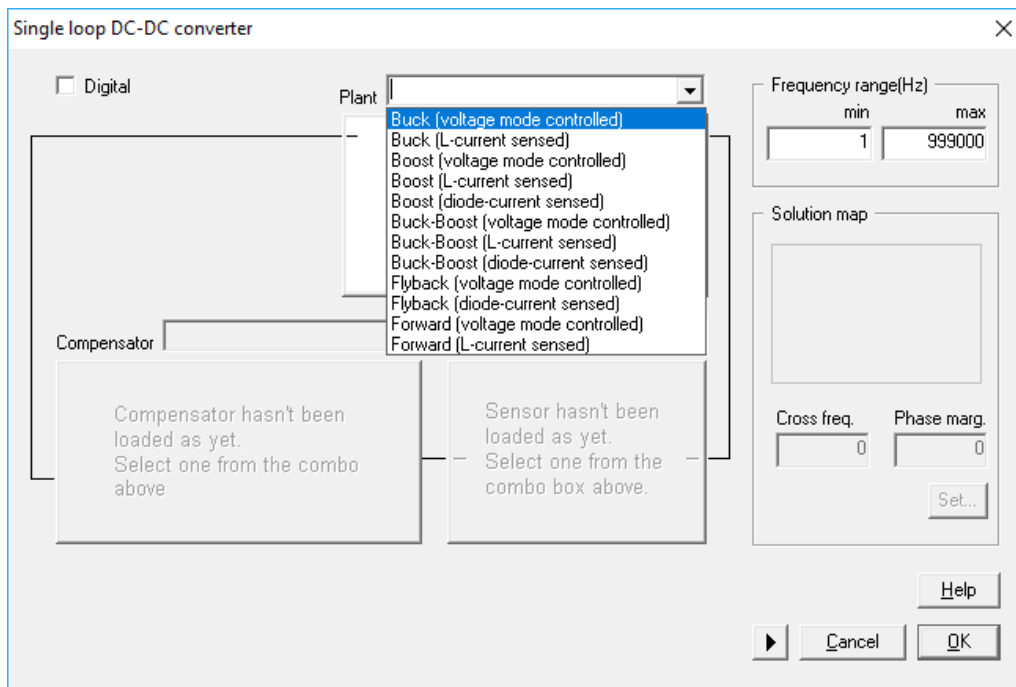 Single loop DC-DC converter
Digital
Plant
Buck (voltage mode controlled)
Buck (L-current sensed)
Boost (voltage mode controlled)
Boost (L-current sensed)
Boost (diode-current sensed)
Buck-Boost (voltage mode controlled)
Buck-Boost (L-current sensed)
Buck-Boost (diode-current sensed)
Flyback (voltage mode controlled)
Flyback (diode-current sensed)
Forward (voltage mode controlled)
Forward (L-current sensed)
Compensator
Compensator hasn't been
loaded as yet.
Select one from the combo
above
Sensor hasn't been
loaded as yet.
Select one from the
combo box above.
Frequency range(Hz)
min max
1 999000
Solution map
Cross freq. Phase marg.
0 0
Set...
Help
Cancel OK